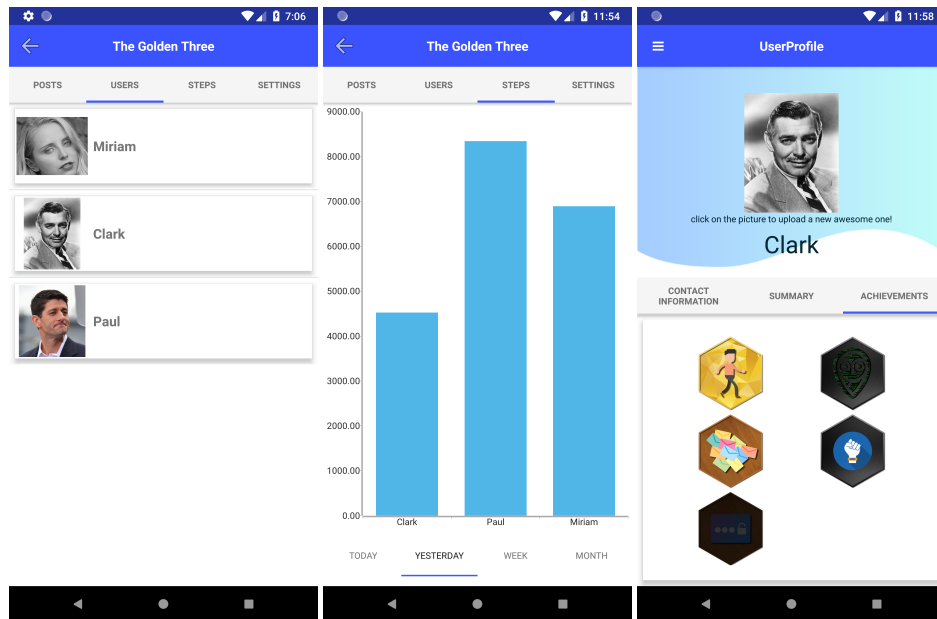 7:06
The Golden Three
POSTS USERS STEPS SETTINGS
Miriam
Clark
Paul
11:54
The Golden Three
POSTS USERS STEPS SETTINGS
9000.00
8000.00
7000.00
6000.00
5000.00
4000.00
3000.00
2000.00
1000.00
0.00
Clark Paul Miriam
TODAY YESTERDAY WEEK MONTH
11:58
UserProfile
click on the picture to upload a new awesome one!
Clark
CONTACT
INFORMATION SUMMARY ACHIEVEMENTS